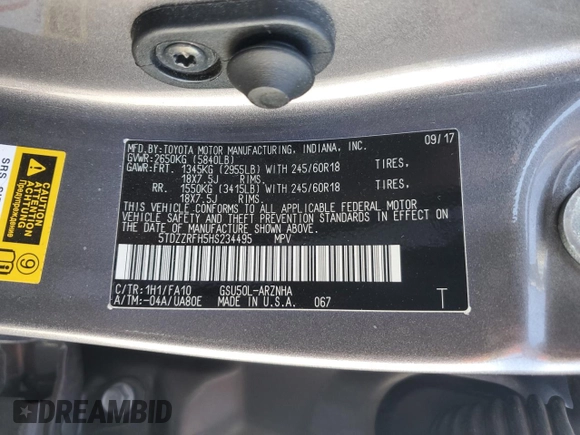 MFD. BY: TOYOTA MOTOR MANUFACTURING, INDIANA, INC. 09/17
GVWR: 2650KG (5840LB)
GAWR: FRT. 1345KG (2955LB) WITH 245/60R18 TIRES,
18X7.5J RIMS.
RR. 1550KG (3415LB) WITH 245/60R18 TIRES,
18X7.5J RIMS.
THIS VEHICLE CONFORMS TO ALL APPLICABLE FEDERAL MOTOR
VEHICLE SAFETY AND THEFT PREVENTION STANDARDS IN EFFECT ON
THE DATE OF MANUFACTURE SHOWN ABOVE.
5TDZZRFH5HS234495 MPV
C/TR: 1H1/FA10 GSU50L-ARZNHA
A/TM: -04A/UA80E MADE IN U.S.A. 067 T
CAUTION
ACHTUNG
ATTENTION
9
DREAMBID